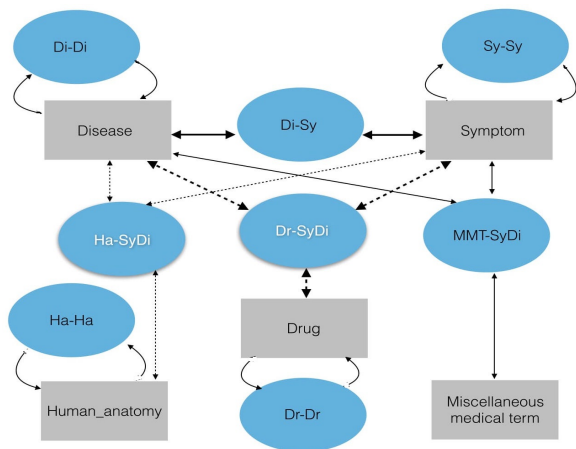 Di-Di
Sy-Sy
Disease
Di-Sy
Symptom
Ha-SyDi
Dr-SyDi
MMT-SyDi
Ha-Ha
Drug
Human_anatomy
Dr-Dr
Miscellaneous
medical term